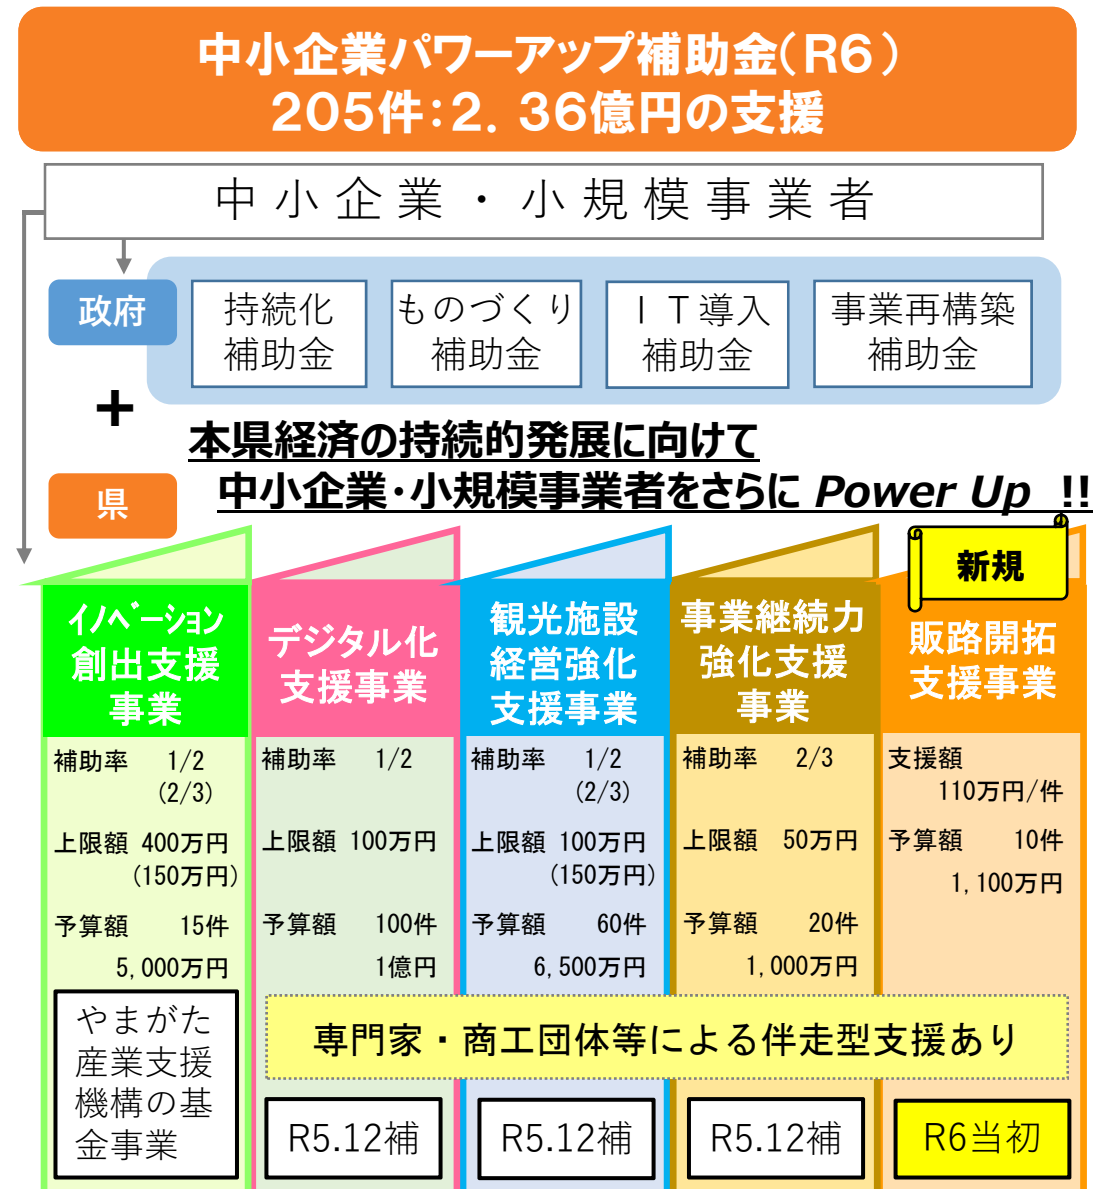 中小企業パワーアップ補助金(R6)
205件:2.36億円の支援
中小企業・小規模事業者
政府
持続化
補助金
ものづくり
補助金
IT導入
補助金
事業再構築
補助金
+
本県経済の持続的発展に向けて
県
中小企業・小規模事業者をさらに Power Up !!
新規
イノベーション
創出支援
事業
補助率 1/2
(2/3)
上限額 400万円
(150万円)
予算額 15件
5,000万円
やまがた
産業支援
機構の基
金事業
デジタル化
支援事業
補助率 1/2
上限額 100万円
予算額 100件
1億円
観光施設
経営強化
支援事業
補助率 1/2
(2/3)
上限額 100万円
(150万円)
予算額 60件
6,500万円
事業継続力
強化支援
事業
補助率 2/3
上限額 50万円
予算額 20件
1,000万円
販路開拓
支援事業
支援額
110万円/件
予算額 10件
1,100万円
専門家・商工団体等による伴走型支援あり
R5.12補
R5.12補
R5.12補
R6当初